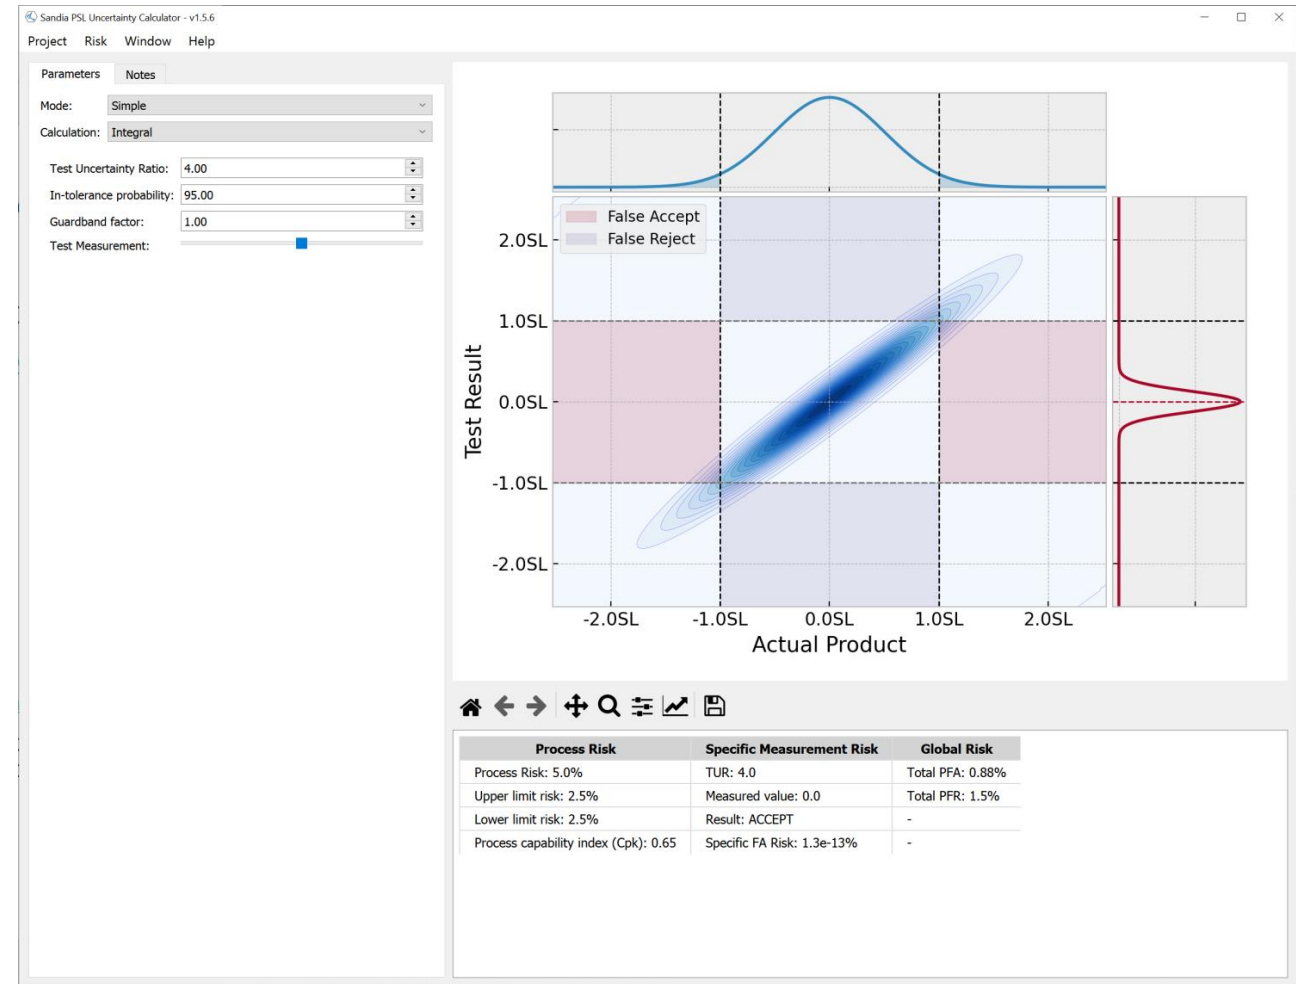 Sandia PSL Uncertainty Calculator - v1.5.6
Project Risk Window Help
Parameters Notes
Mode: Simple
Calculation: Integral
Test Uncertainty Ratio: 4.00
In-tolerance probability: 95.00
Guardband factor: 1.00
Test Measurement:
False Accept
False Reject
2.0SL
1.0SL
0.0SL
-1.0SL
-2.0SL
Test Result
-2.0SL -1.0SL 0.0SL 1.0SL 2.0SL
Actual Product
Process Risk Specific Measurement Risk Global Risk
Process Risk: 5.0% TUR: 4.0 Total PFA: 0.88%
Upper limit risk: 2.5% Measured value: 0.0 Total PFR: 1.5%
Lower limit risk: 2.5% Result: ACCEPT -
Process capability index (Cpk): 0.65 Specific FA Risk: 1.3e-13% -